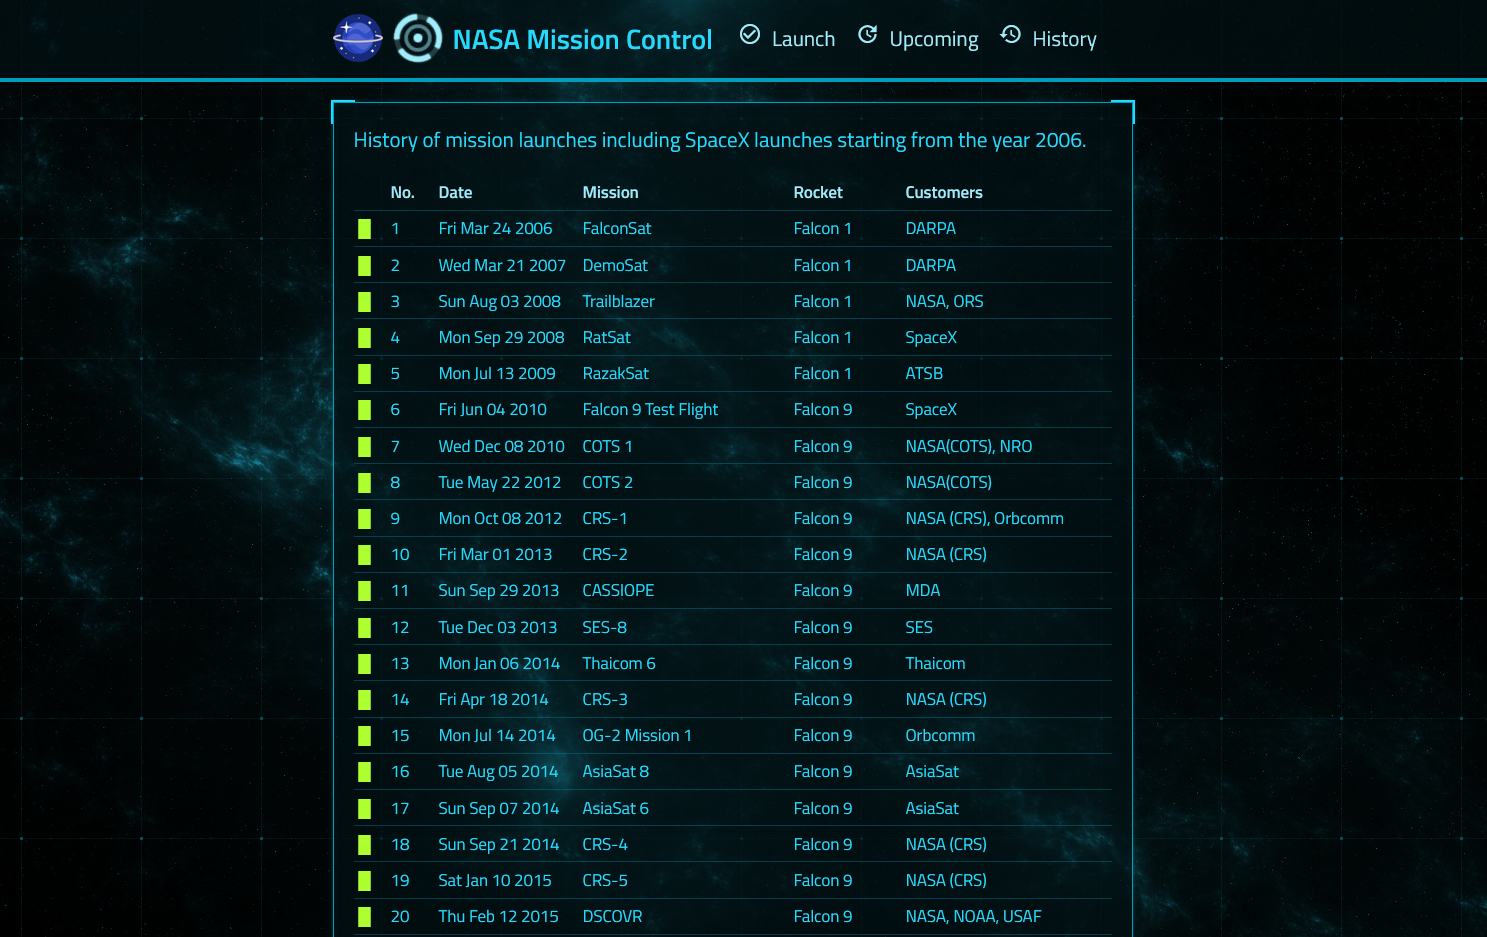 NASA Mission Control Launch Upcoming History
History of mission launches including SpaceX launches starting from the year 2006.
No. Date Mission Rocket Customers
1 Fri Mar 24 2006 FalconSat Falcon 1 DARPA
2 Wed Mar 21 2007 DemoSat Falcon 1 DARPA
3 Sun Aug 03 2008 Trailblazer Falcon 1 NASA, ORS
4 Mon Sep 29 2008 RatSat Falcon 1 SpaceX
5 Mon Jul 13 2009 RazakSat Falcon 1 ATSB
6 Fri Jun 04 2010 Falcon 9 Test Flight Falcon 9 SpaceX
7 Wed Dec 08 2010 COTS 1 Falcon 9 NASA(COTS), NRO
8 Tue May 22 2012 COTS 2 Falcon 9 NASA(COTS)
9 Mon Oct 08 2012 CRS-1 Falcon 9 NASA (CRS), Orbcomm
10 Fri Mar 01 2013 CRS-2 Falcon 9 NASA (CRS)
11 Sun Sep 29 2013 CASSIOPE Falcon 9 MDA
12 Tue Dec 03 2013 SES-8 Falcon 9 SES
13 Mon Jan 06 2014 Thaicom 6 Falcon 9 Thaicom
14 Fri Apr 18 2014 CRS-3 Falcon 9 NASA (CRS)
15 Mon Jul 14 2014 OG-2 Mission 1 Falcon 9 Orbcomm
16 Tue Aug 05 2014 AsiaSat 8 Falcon 9 AsiaSat
17 Sun Sep 07 2014 AsiaSat 6 Falcon 9 AsiaSat
18 Sun Sep 21 2014 CRS-4 Falcon 9 NASA (CRS)
19 Sat Jan 10 2015 CRS-5 Falcon 9 NASA (CRS)
20 Thu Feb 12 2015 DSCOVR Falcon 9 NASA, NOAA, USAF